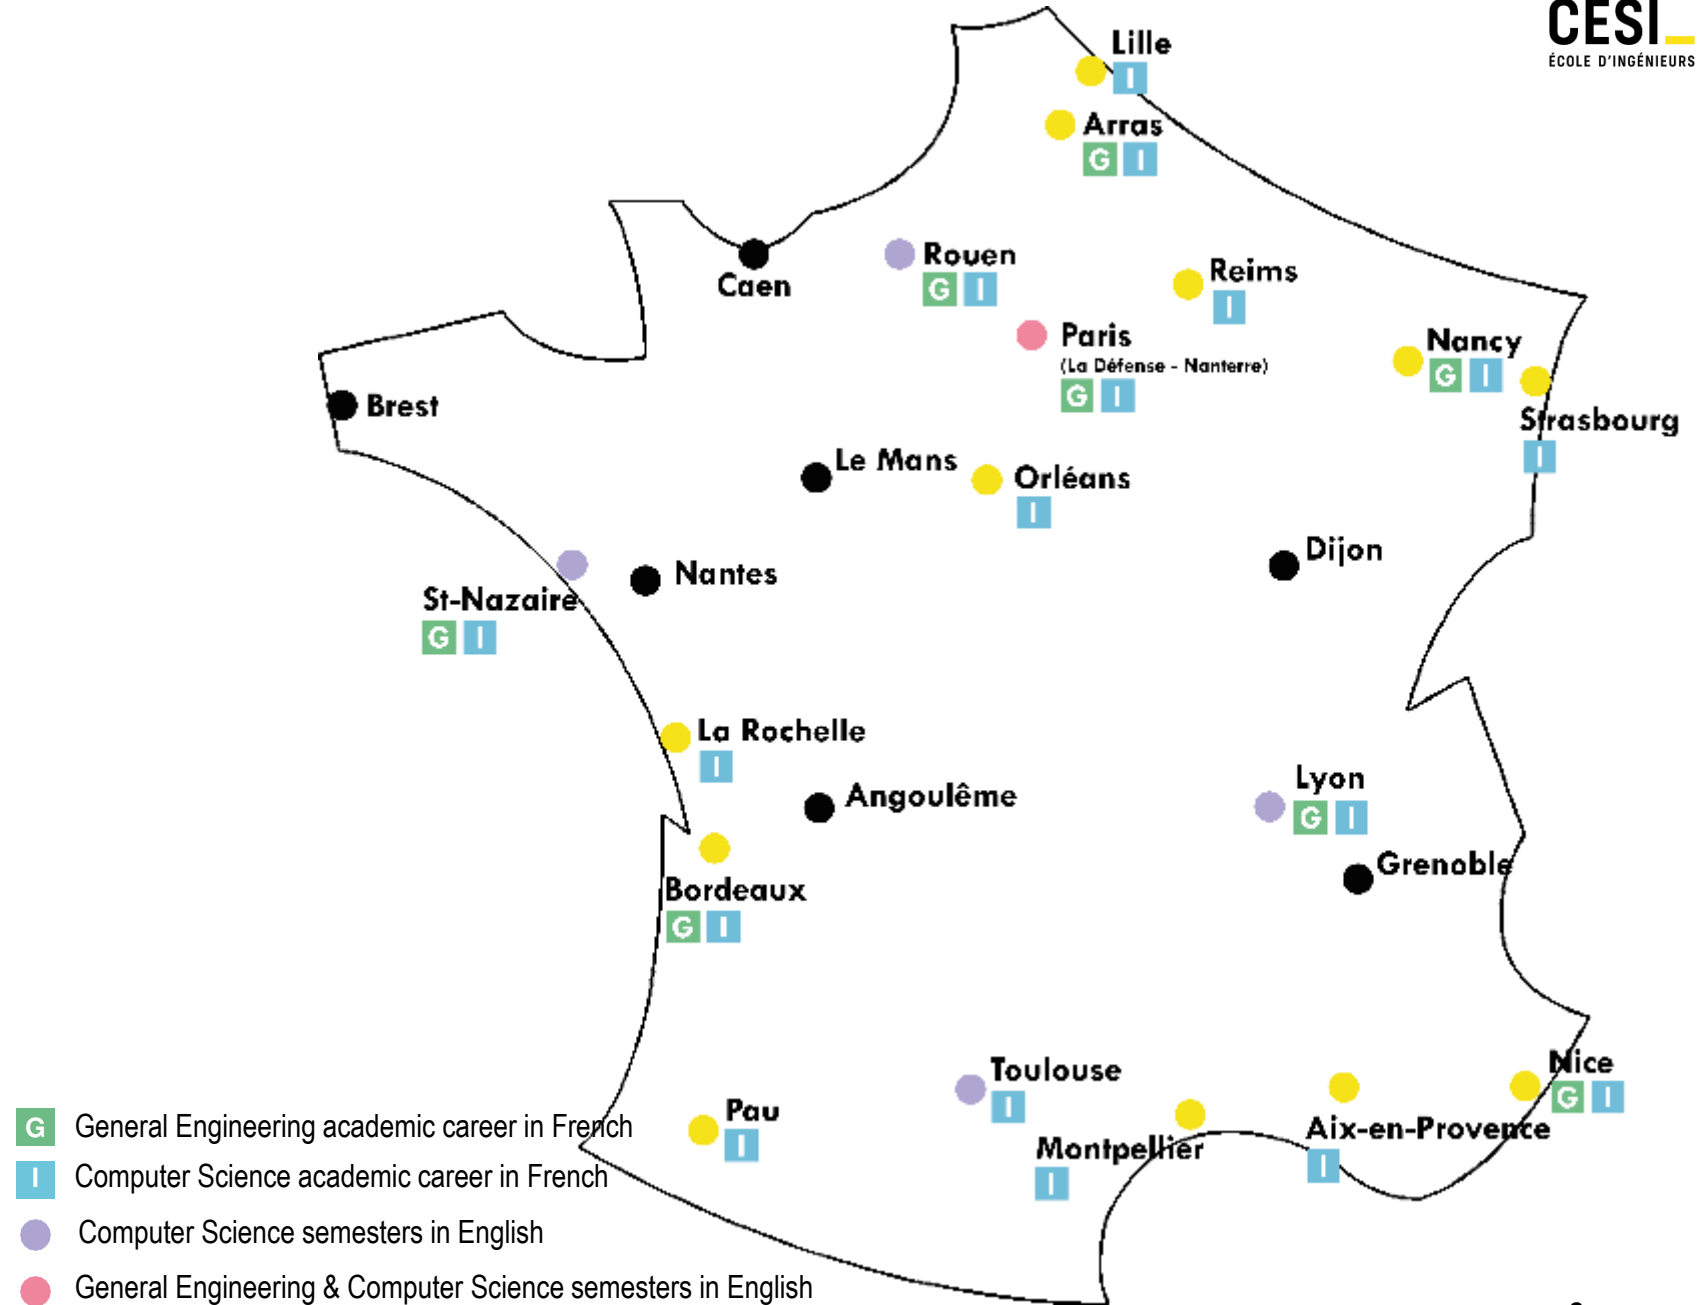 CESI_
ÉCOLE D'INGÉNIEURS
Lille
I
Arras
G I
Rouen
G I
Caen
Reims
I
Paris
(La Défense - Nanterre)
G I
Nancy
G I
Strasbourg
I
Brest
Le Mans
Orléans
I
Dijon
Nantes
St-Nazaire
G I
La Rochelle
I
Angoulême
Lyon
G I
Grenoble
Bordeaux
G I
Toulouse
I
Nice
G I
Pau
I
Montpellier
I
Aix-en-Provence
I
G General Engineering academic career in French
I Computer Science academic career in French
Computer Science semesters in English
General Engineering & Computer Science semesters in English